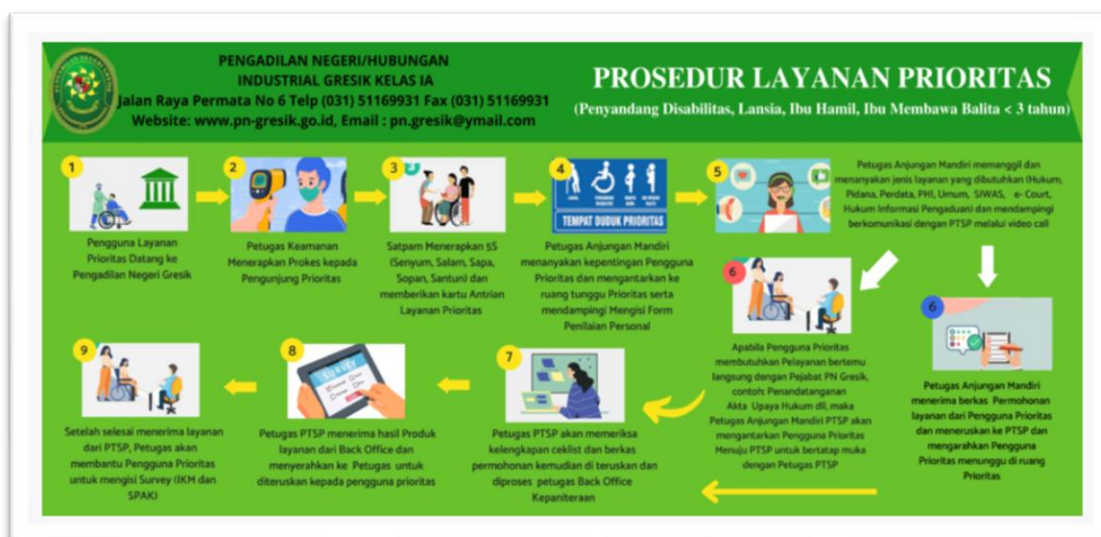 PENGADILAN NEGERI/HUBUNGAN
INDUSTRIAL GRESIK KELAS IA
Jalan Raya Permata No 6 Telp (031) 51169931 Fax (031) 51169931
Website: www.pn-gresik.go.id, Email : pn.gresik@ymail.com
PROSEDUR LAYANAN PRIORITAS
(Penyandang Disabilitas, Lansia, Ibu Hamil, Ibu Membawa Balita < 3 tahun)
1
Pengguna Layanan
Prioritas Datang ke
Pengadilan Negeri Gresik
2
Petugas Keamanan
Menerapkan Prokes kepada
Pengunjung Prioritas
3
Satpam Menerapkan 5S
(Senyum, Salam, Sapa,
Sopan, Santun) dan
memberikan kartu Antrian
Layanan Prioritas
4
TEMPAT DUDUK PRIORITAS
Petugas Anjungan Mandiri
menanyakan kepentingan Pengguna
Prioritas dan mengantarkan ke
ruang tunggu Prioritas serta
mendampingi Mengisi Form
Penilaian Personal
5
Petugas Anjungan Mandiri memanggil dan
menanyakan jenis layanan yang dibutuhkan (Hukum,
Pidana, Perdata, PHI, Umum, SIWAS, e- Court,
Hukum Informasi Pengaduan) dan mendampingi
berkomunikasi dengan PTSP melalui video call
6
Apabila Pengguna Prioritas
membutuhkan Pelayanan bertemu
langsung dengan Pejabat PN Gresik,
contoh: Penandatanganan
Akta Upaya Hukum dll, maka
Petugas Anjungan Mandiri PTSP akan
mengantarkan Pengguna Prioritas
Menuju PTSP untuk bertatap muka
dengan Petugas PTSP
6
Petugas Anjungan Mandiri
menerima berkas Permohonan
layanan dari Pengguna Prioritas
dan meneruskan ke PTSP dan
mengarahkan Pengguna
Prioritas menunggu di ruang
Prioritas
7
Petugas PTSP akan memeriksa
kelengkapan ceklist dan berkas
permohonan kemudian di teruskan dan
diproses petugas Back Office
Kepaniteraan
8
SURVEY
Petugas PTSP menerima hasil Produk
layanan dari Back Office dan
menyerahkan ke Petugas untuk
diteruskan kepada pengguna prioritas
9
Setelah selesai menerima layanan
dari PTSP, Petugas akan
membantu Pengguna Prioritas
untuk mengisi Survey (IKM dan
SPAK)